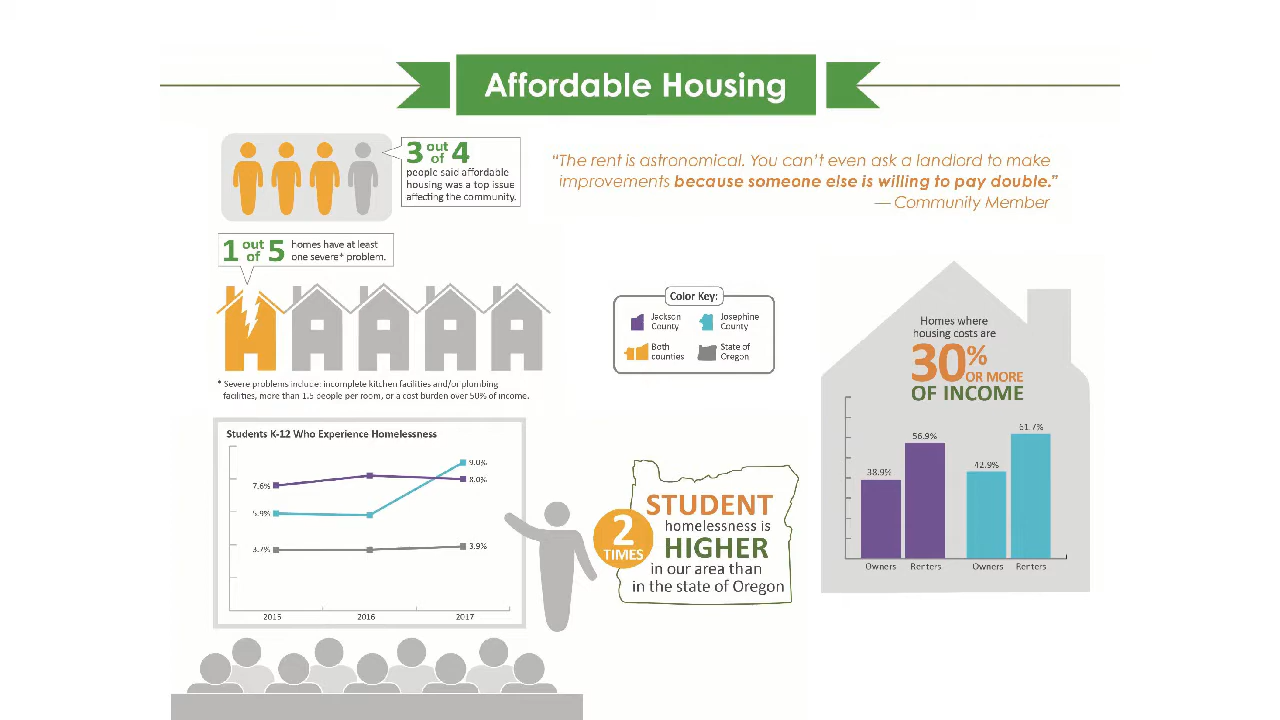 Affordable Housing
3 out of 4
people said affordable
housing was a top issue
affecting the community.
“The rent is astronomical. You can’t even ask a landlord to make
improvements because someone else is willing to pay double.”
— Community Member
1 out of 5
homes have at least
one severe* problem.
* Severe problems include: incomplete kitchen facilities and/or plumbing
facilities, more than 1.5 people per room, or a cost burden over 50% of income.
Color Key:
Jackson
County
Josephine
County
Both
counties
State of
Oregon
Homes where
housing costs are
30%
OR MORE
OF INCOME
38.9%
56.9%
42.9%
61.7%
Owners
Renters
Owners
Renters
Students K-12 Who Experience Homelessness
7.6%
5.9%
3.7%
9.0%
8.0%
3.9%
2015
2016
2017
2
TIMES
STUDENT
homelessness is
HIGHER
in our area than
in the state of Oregon